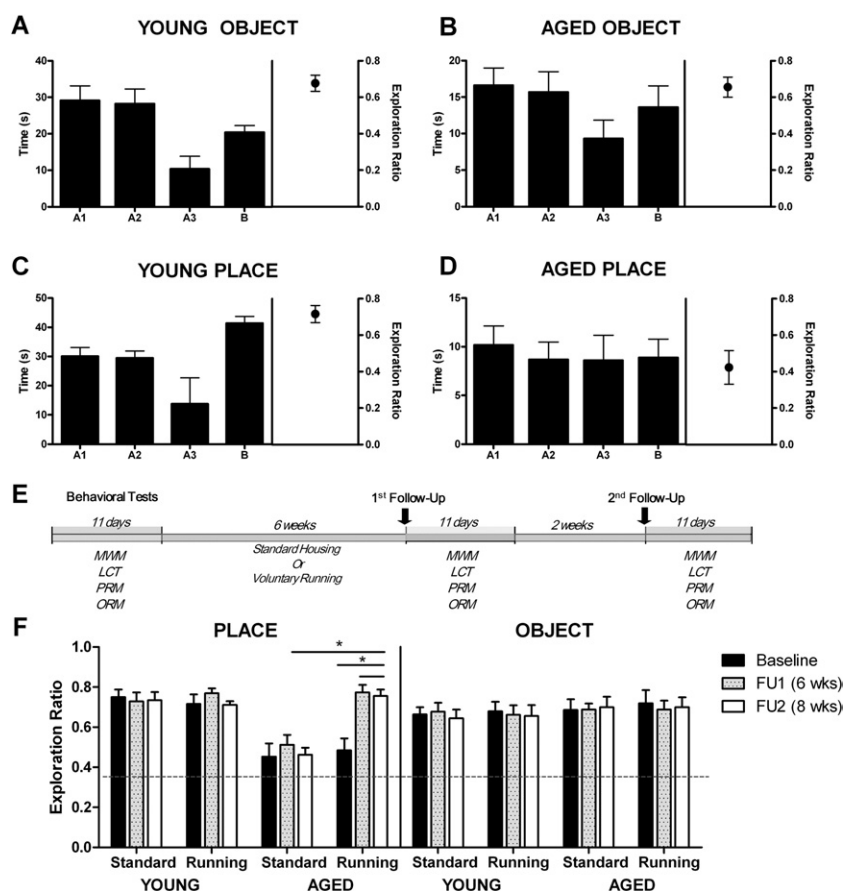 A
YOUNG OBJECT
40
30
20
10
0
Time (s)
A1 A2 A3 B
0.8
0.6
0.4
0.2
0.0
Exploration Ratio
B
AGED OBJECT
20
15
10
5
0
Time (s)
A1 A2 A3 B
0.8
0.6
0.4
0.2
0.0
Exploration Ratio
C
YOUNG PLACE
50
40
30
20
10
0
Time (s)
A1 A2 A3 B
0.8
0.6
0.4
0.2
0.0
Exploration Ratio
D
AGED PLACE
15
10
5
0
Time (s)
A1 A2 A3 B
0.8
0.6
0.4
0.2
0.0
Exploration Ratio
E
Behavioral Tests
1st Follow-Up
2nd Follow-Up
11 days
6 weeks
11 days
2 weeks
11 days
MWM
LCT
PRM
ORM
Standard Housing
Or
Voluntary Running
MWM
LCT
PRM
ORM
MWM
LCT
PRM
ORM
F
PLACE
OBJECT
1.0
0.8
0.6
0.4
0.2
0.0
Exploration Ratio
*
*
Baseline
FU1 (6 wks)
FU2 (8 wks)
Standard Running Standard Running Standard Running Standard Running
YOUNG AGED YOUNG AGED